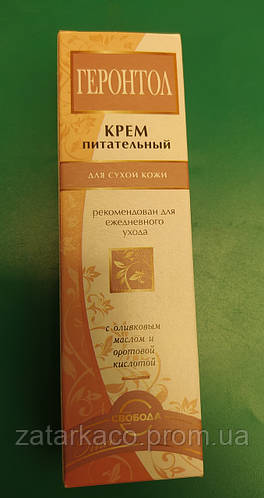 ГЕРОНТОЛ
КРЕМ
питательный
ДЛЯ СУХОЙ КОЖИ
рекомендован для
ежедневного
ухода
с оливковым
маслом и
оротовой
кислотой
СВОБОДА
zatarkaco.prom.ua